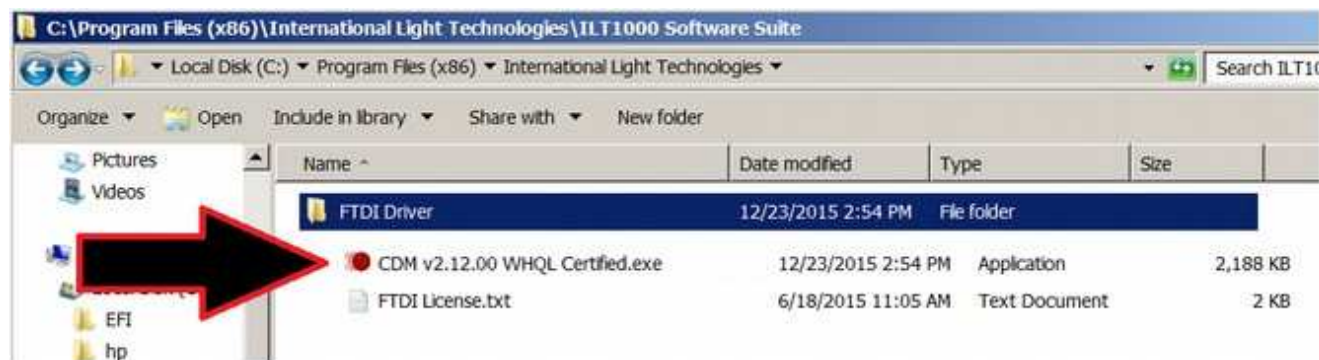 C:\Program Files (x86)\International Light Technologies\ILT1000 Software Suite
Local Disk (C:) Program Files (x86) International Light Technologies Search ILT10
Organize Open Include in library Share with New folder
Pictures Name Date modified Type Size
Videos
FTDI Driver 12/23/2015 2:54 PM File folder
CDM v2.12.00 WHQL Certified.exe 12/23/2015 2:54 PM Application 2,188 KB
FTDI License.txt 6/18/2015 11:05 AM Text Document 2 KB
EFI
hp